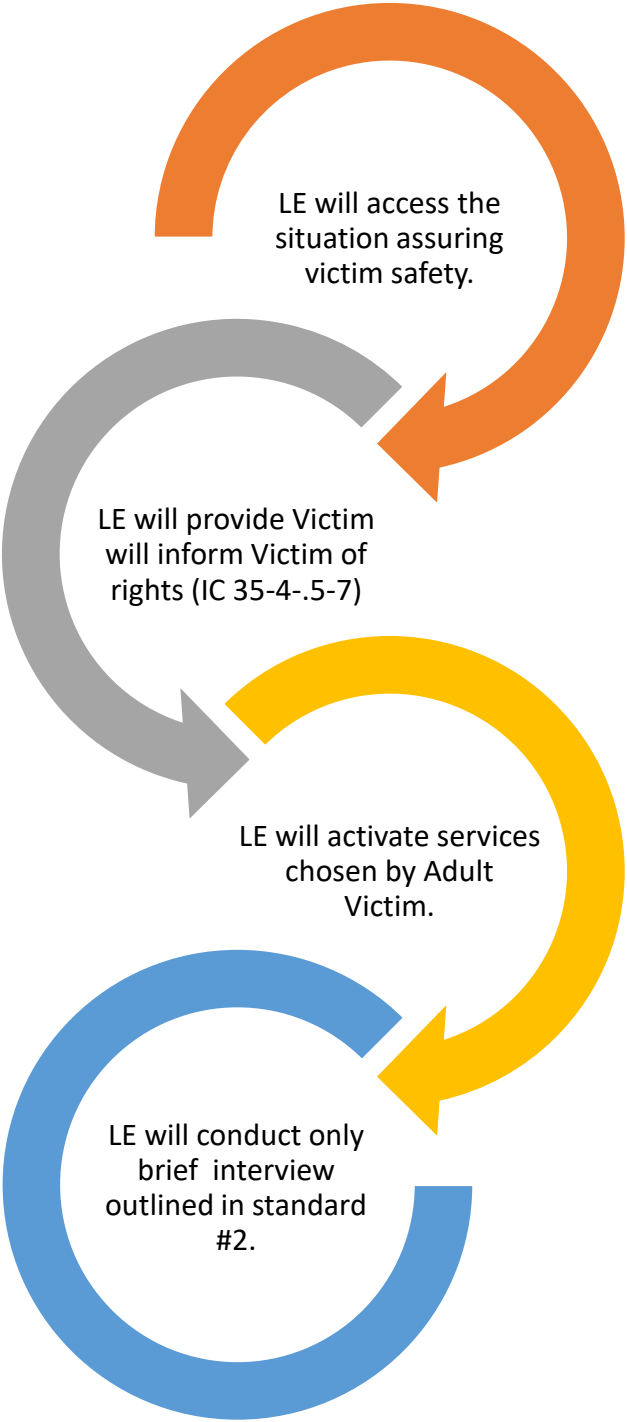 LE will access the
situation assuring
victim safety.
LE will provide Victim
will inform Victim of
rights (IC 35-4-.5-7)
LE will activate services
chosen by Adult
Victim.
LE will conduct only
brief  interview
outlined in standard
#2.